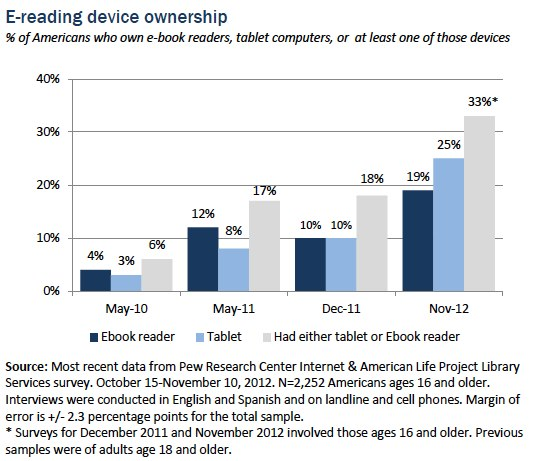 E-reading device ownership
% of Americans who own e-book readers, tablet computers, or at least one of those devices
40%
30%
20%
10%
0%
4%
3%
6%
12%
8%
17%
10%
10%
18%
19%
25%
33%*
May-10
May-11
Dec-11
Nov-12
Ebook reader
Tablet
Had either tablet or Ebook reader
Source: Most recent data from Pew Research Center Internet & American Life Project Library
Services survey. October 15-November 10, 2012. N=2,252 Americans ages 16 and older.
Interviews were conducted in English and Spanish and on landline and cell phones. Margin of
error is +/- 2.3 percentage points for the total sample.
* Surveys for December 2011 and November 2012 involved those ages 16 and older. Previous
samples were of adults age 18 and older.